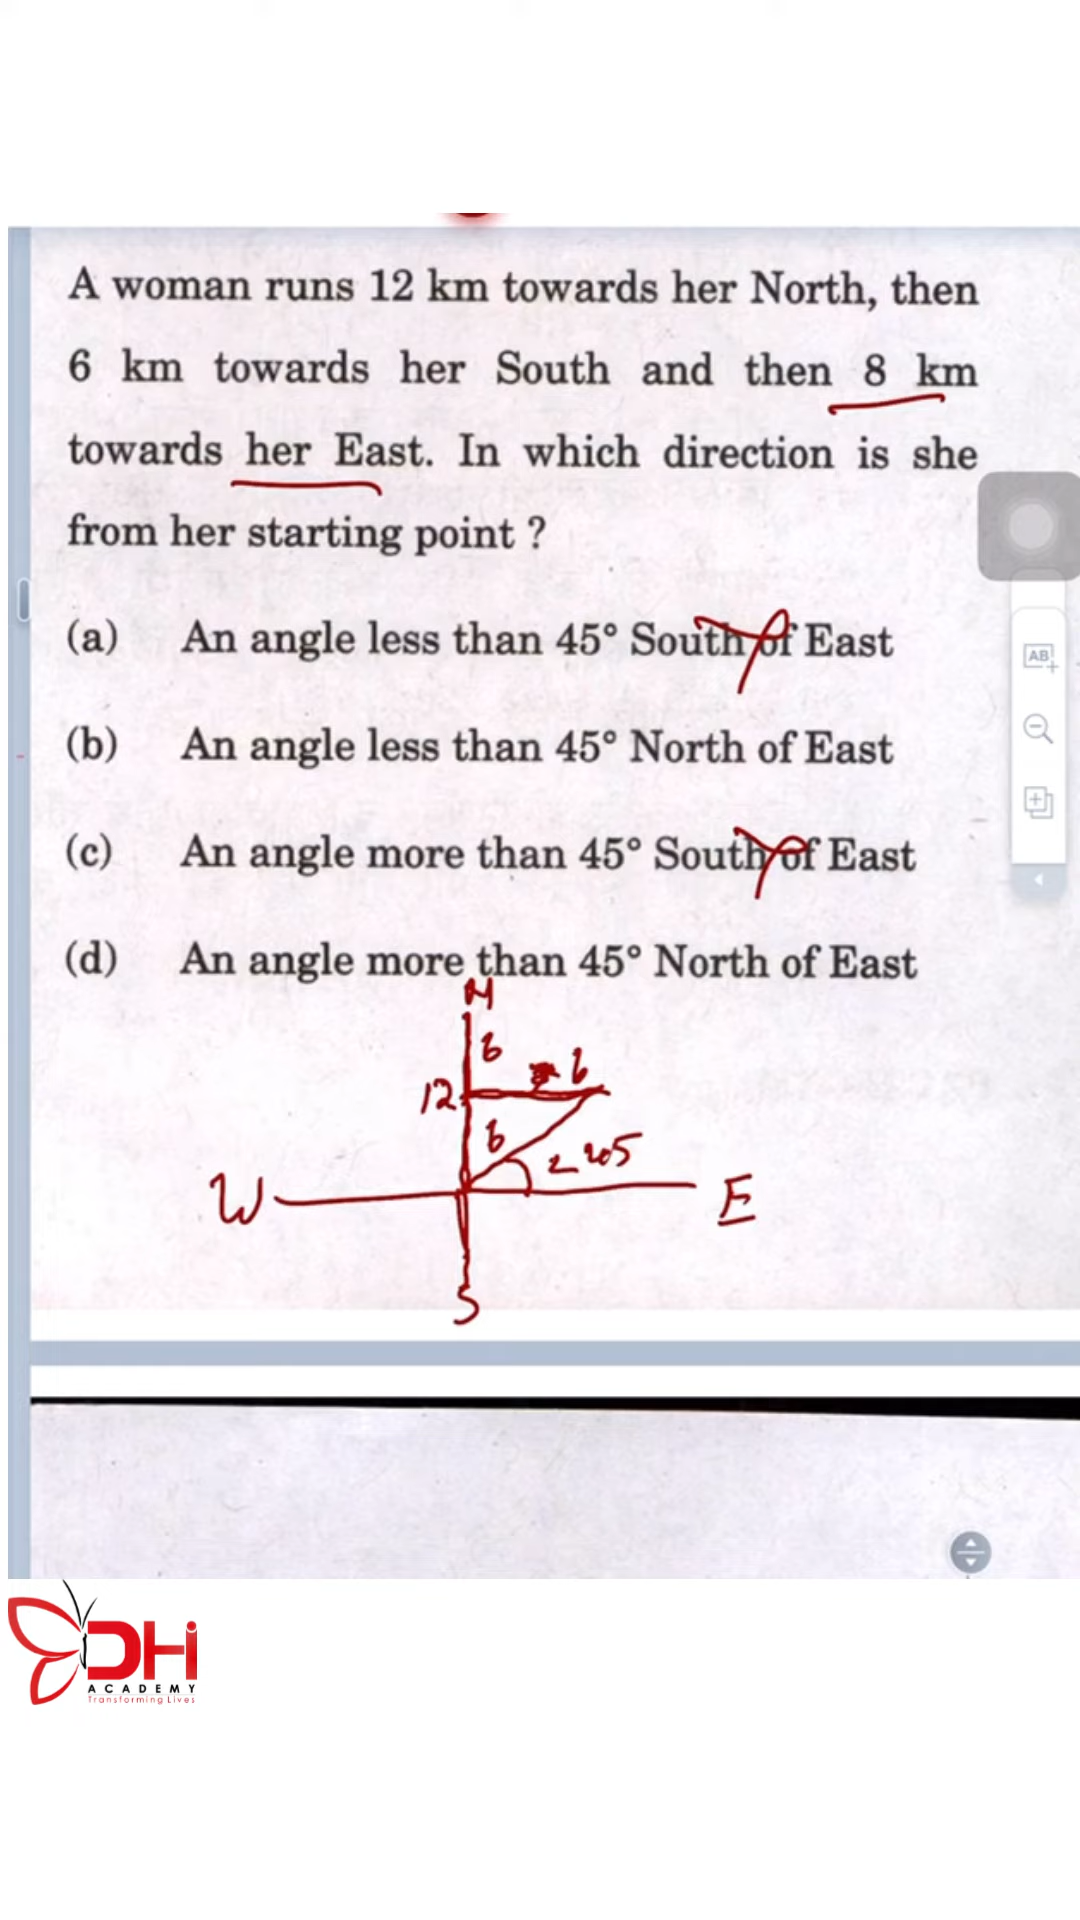 A woman runs 12 km towards her North, then
6 km towards her South and then 8 km
towards her East. In which direction is she
from her starting point ?
(a) An angle less than 45° South of East
(b) An angle less than 45° North of East
(c) An angle more than 45° South of East
(d) An angle more than 45° North of East
N
6
6
12
6
45
W
E
S
AB
DHi
ACADEMY
Transforming Lives